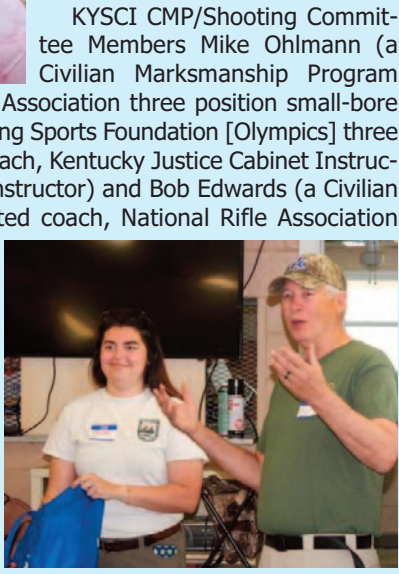 KYSCI CMP/Shooting Commit-
tee Members Mike Ohlmann (a
Civilian Marksmanship Program
Association three position small-bore
ng Sports Foundation [Olympics] three
ach, Kentucky Justice Cabinet Instruc-
nstructor) and Bob Edwards (a Civilian
ted coach, National Rifle Association